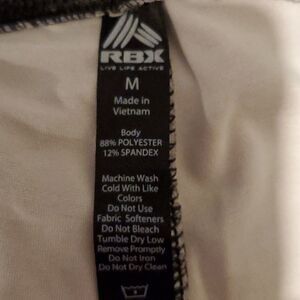 RBX
LIVE LIFE ACTIVE
M
Made in
Vietnam
Body
88% POLYESTER
12% SPANDEX
Machine Wash
Cold With Like
Colors
Do Not Use
Fabric Softeners
Do Not Bleach
Tumble Dry Low
Remove Promptly
Do Not Iron
Do Not Dry Clean